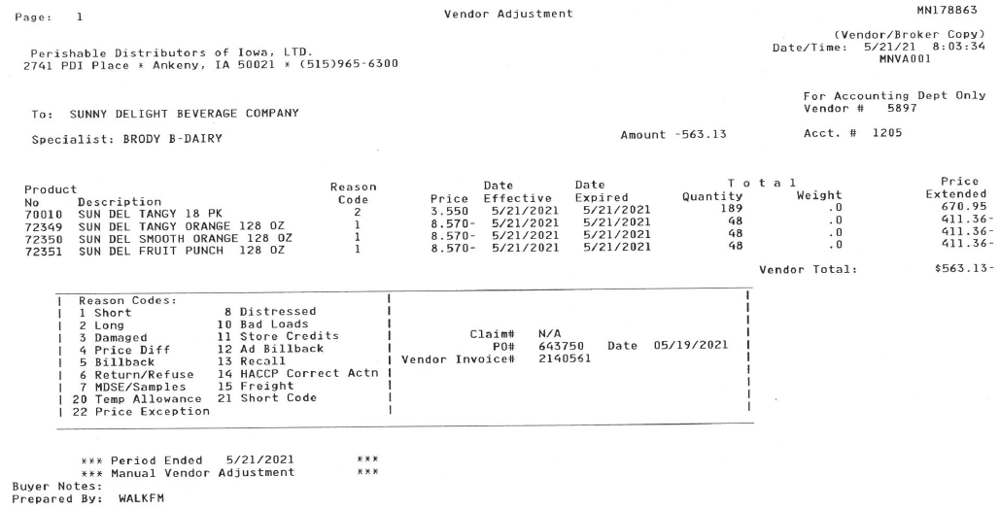 Page: 1 Vendor Adjustment MN178863
(Vendor/Broker Copy)
Perishable Distributors of Iowa, LTD. Date/Time: 5/21/21 8:03:34
2741 PDI Place * Ankeny, IA 50021 * (515)965-6300 MNVA001
For Accounting Dept Only
To: SUNNY DELIGHT BEVERAGE COMPANY Vendor # 5897
Specialist: BRODY B-DAIRY Amount -563.13 Acct. # 1205
Product Reason Date Date T o t a l Price
No Description Code Price Effective Expired Quantity Weight Extended
70010 SUN DEL TANGY 18 PK 2 3.550 5/21/2021 5/21/2021 189 .0 670.95
72349 SUN DEL TANGY ORANGE 128 OZ 1 8.570- 5/21/2021 5/21/2021 48 .0 411.36-
72350 SUN DEL SMOOTH ORANGE 128 OZ 1 8.570- 5/21/2021 5/21/2021 48 .0 411.36-
72351 SUN DEL FRUIT PUNCH 128 OZ 1 8.570- 5/21/2021 5/21/2021 48 .0 411.36-
Vendor Total: $563.13-
Reason Codes:
1 Short 8 Distressed
2 Long 10 Bad Loads
3 Damaged 11 Store Credits Claim# N/A
4 Price Diff 12 Ad Billback PO# 643750 Date 05/19/2021
5 Billback 13 Recall Vendor Invoice# 2140561
6 Return/Refuse 14 HACCP Correct Actn
7 MDSE/Samples 15 Freight
20 Temp Allowance 21 Short Code
22 Price Exception
*** Period Ended 5/21/2021 ***
*** Manual Vendor Adjustment ***
Buyer Notes:
Prepared By: WALKFM